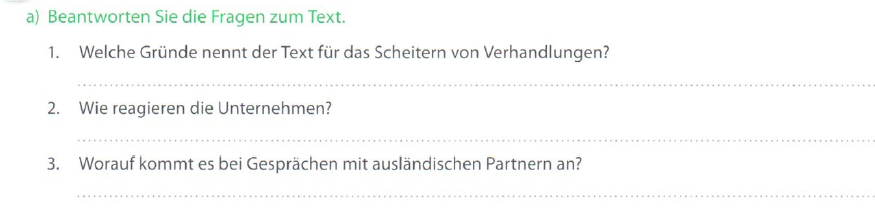 a) Beantworten Sie die Fragen zum Text.
1. Welche Gründe nennt der Text für das Scheitern von Verhandlungen?
2. Wie reagieren die Unternehmen?
3. Worauf kommt es bei Gesprächen mit ausländischen Partnern an?